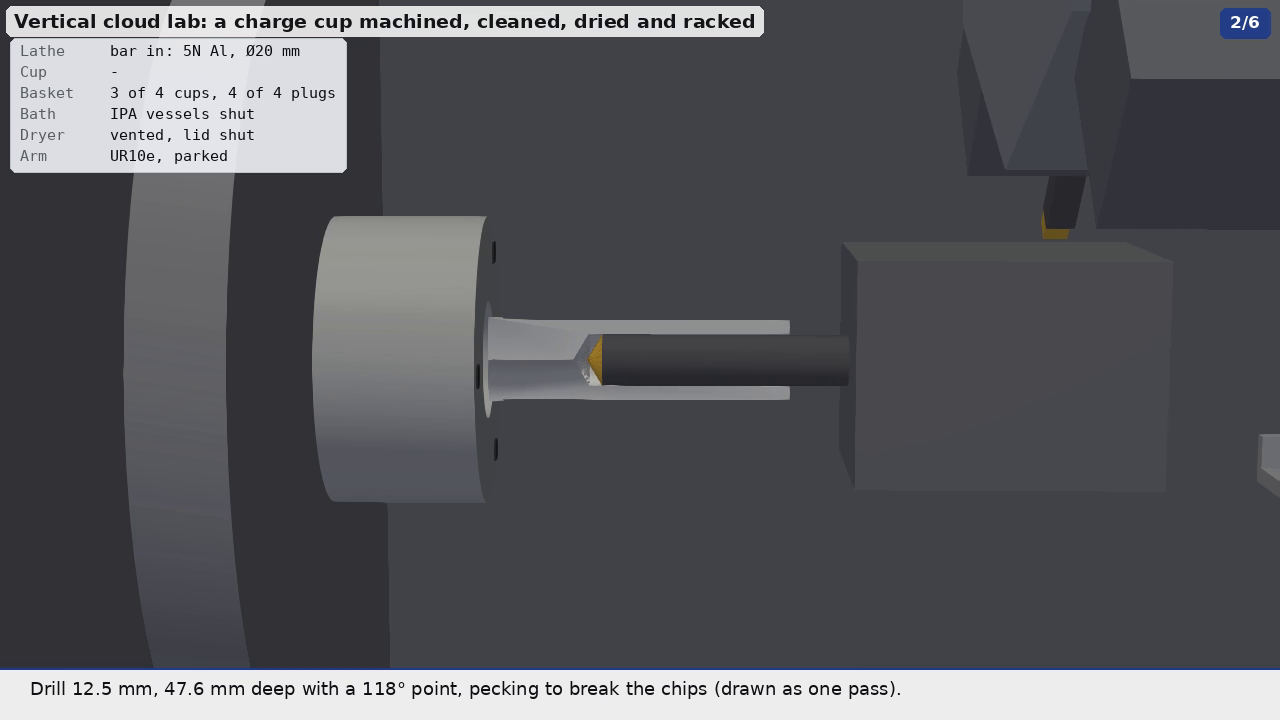 Vertical cloud lab: a charge cup machined, cleaned, dried and racked
2/6
Lathe bar in: 5N Al, Ø20 mm
Cup -
Basket 3 of 4 cups, 4 of 4 plugs
Bath IPA vessels shut
Dryer vented, lid shut
Arm UR10e, parked
Drill 12.5 mm, 47.6 mm deep with a 118° point, pecking to break the chips (drawn as one pass).